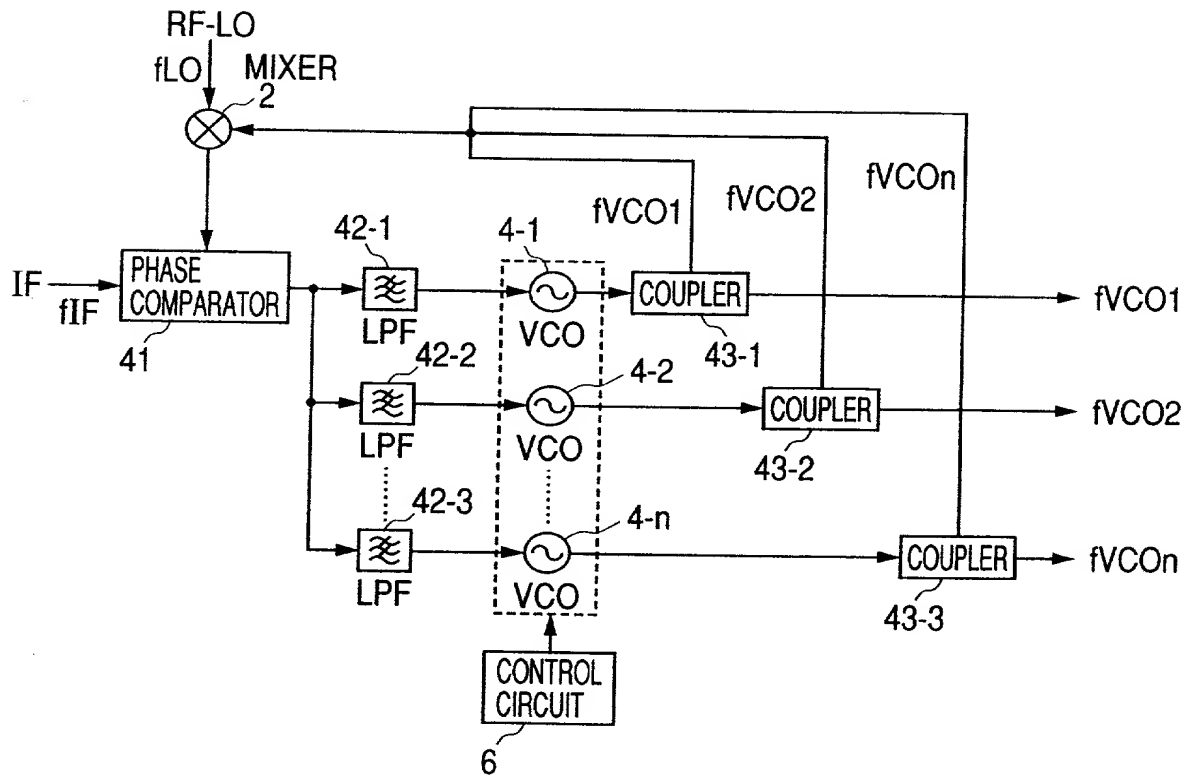 RF-LO
fLO
MIXER
2
fVCO1
fVCO2
fVCOn
IF
fIF
PHASE
COMPARATOR
41
42-1
LPF
4-1
VCO
COUPLER
43-1
fVCO1
42-2
LPF
4-2
VCO
COUPLER
43-2
fVCO2
42-3
LPF
4-n
VCO
COUPLER
43-3
fVCOn
CONTROL
CIRCUIT
6